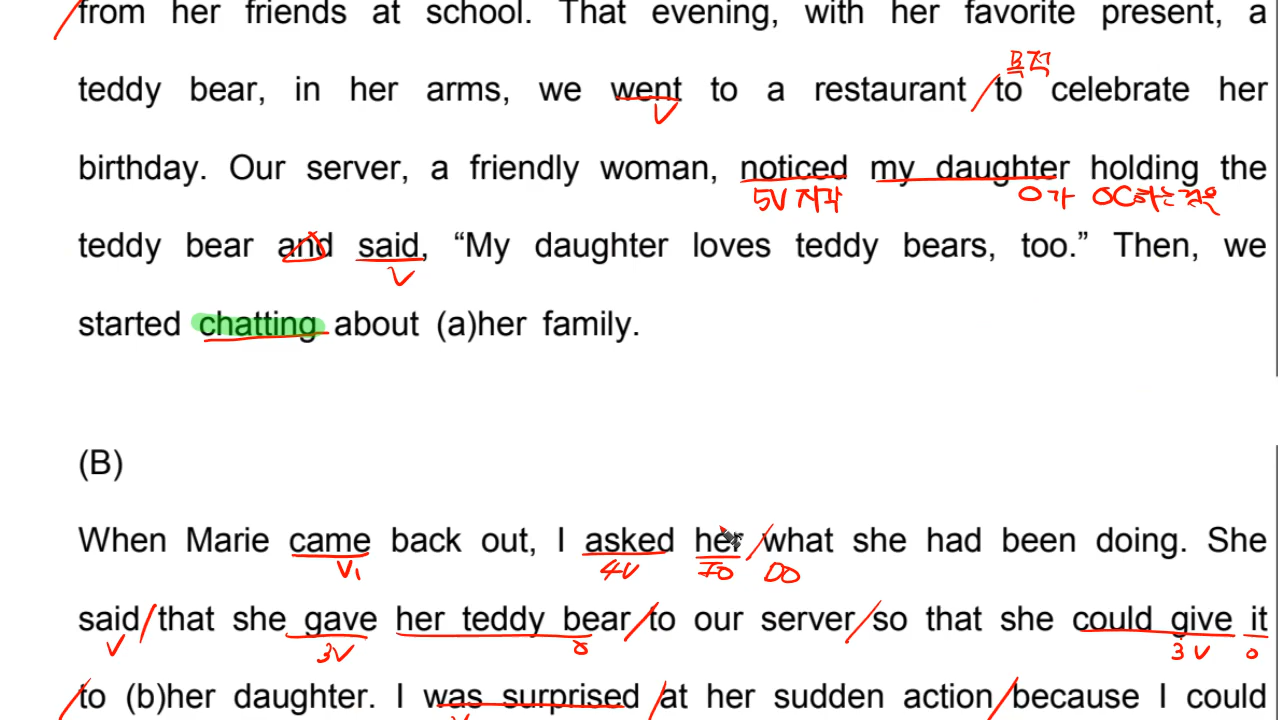 from her friends at school. That evening, with her favorite present, a
부 적
teddy bear, in her arms, we went to a restaurant to celebrate her
V
birthday. Our server, a friendly woman, noticed my daughter holding the
5V 지각 O가 OC하는 것을
teddy bear and said, “My daughter loves teddy bears, too.” Then, we
V
started chatting about (a)her family.
(B)
When Marie came back out, I asked her what she had been doing. She
V1 4V IO DO
said that she gave her teddy bear to our server so that she could give it
V 3V O 3V O
to (b)her daughter. I was surprised at her sudden action because I could